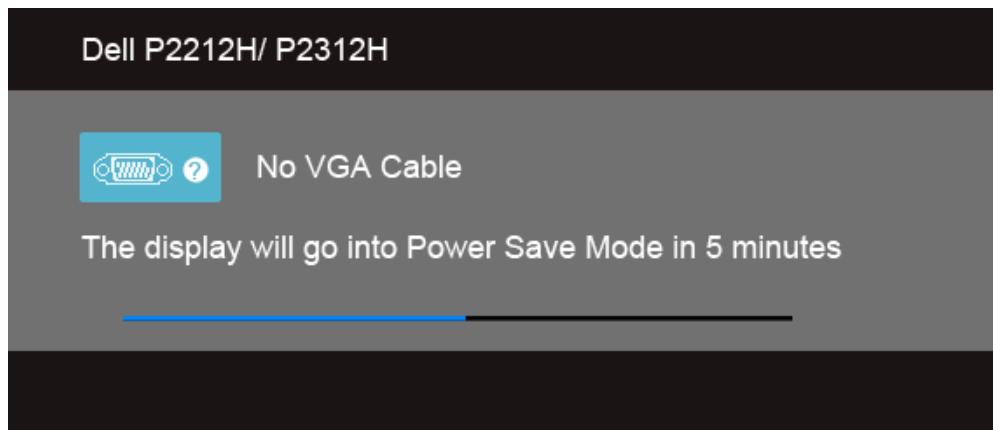 Dell P2212H/ P2312H
?
No VGA Cable
The display will go into Power Save Mode in 5 minutes